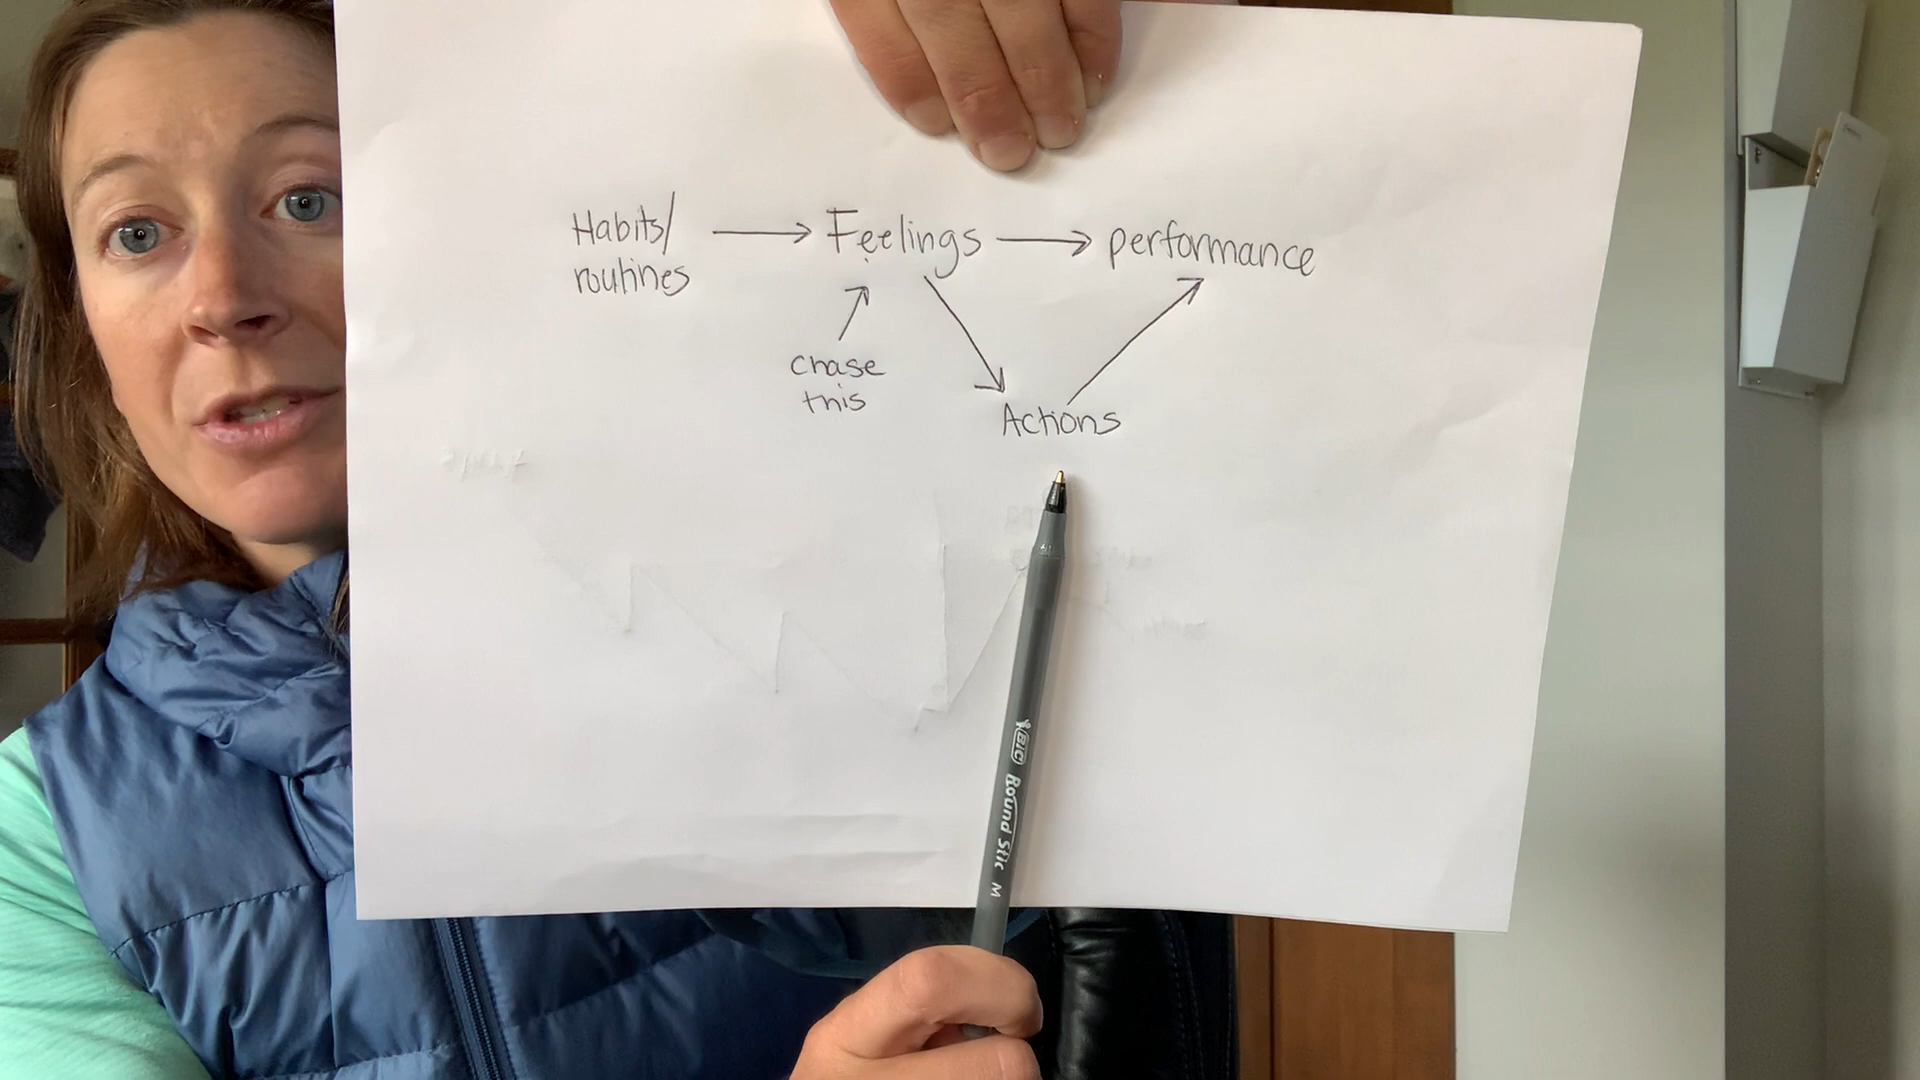 Habits/
routines
Feelings
performance
chase
this
Actions
BIC Round Stic M